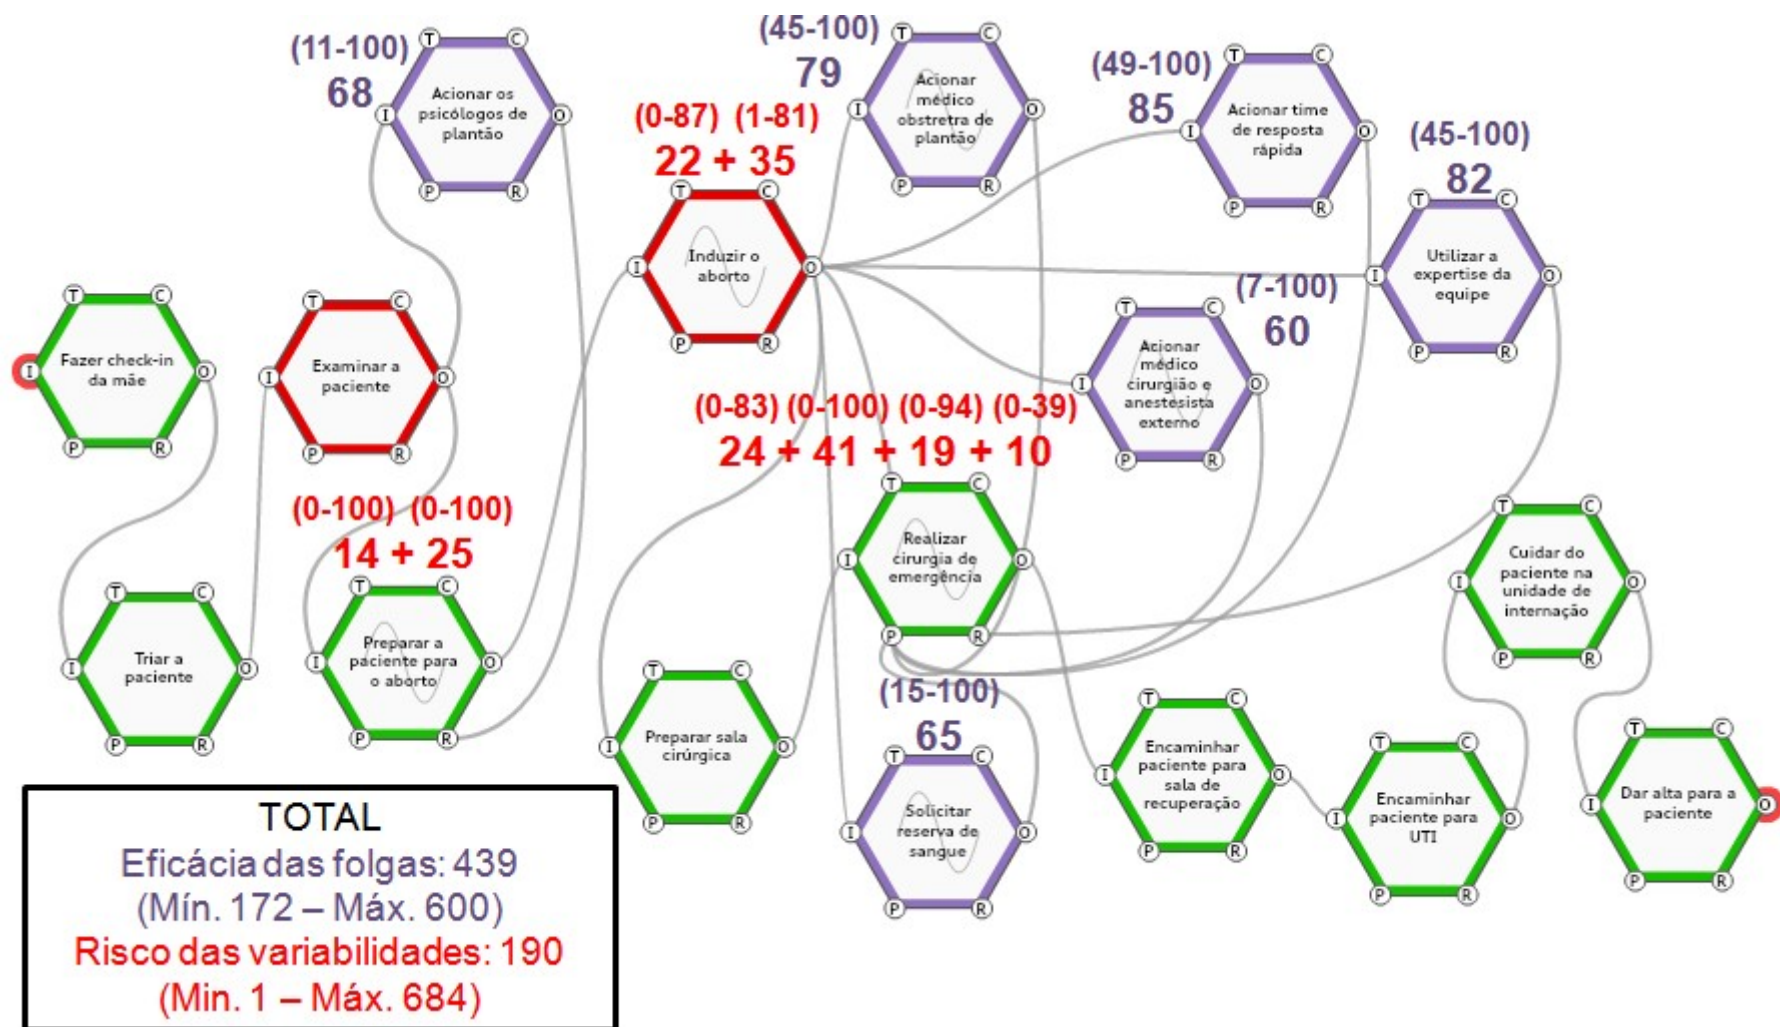 (11-100)
68
T
C
Acionar os
psicólogos de
plantão
I
O
P
R
(45-100)
79
T
C
Acionar
médico
obstretra de
plantão
I
O
P
R
(49-100)
85
T
C
Acionar time
de resposta
rápida
I
O
P
R
(45-100)
82
T
C
Utilizar a
expertise da
equipe
I
O
P
R
(0-87) (1-81)
22 + 35
T
C
Induzir o
aborto
I
O
P
R
(7-100)
60
T
C
Acionar
médico
cirurgião e
anestesista
externo
I
O
P
R
T
C
Fazer check-in
da mãe
I
O
P
R
T
C
Examinar a
paciente
I
O
P
R
(0-83) (0-100) (0-94) (0-39)
24 + 41 + 19 + 10
T
C
Realizar
cirurgia de
emergência
I
O
P
R
(0-100) (0-100)
14 + 25
T
C
Preparar a
paciente para
o aborto
I
O
P
R
T
C
Triar a
paciente
I
O
P
R
T
C
Cuidar do
paciente na
unidade de
internação
I
O
P
R
T
C
Preparar sala
cirúrgica
I
O
P
R
(15-100)
65
T
C
Solicitar
reserva de
sangue
I
O
P
R
T
C
Encaminhar
paciente para
sala de
recuperação
I
O
P
R
T
C
Encaminhar
paciente para
UTI
I
O
P
R
T
C
Dar alta para a
paciente
I
O
P
R
TOTAL
Eficácia das folgas: 439
(Mín. 172 – Máx. 600)
Risco das variabilidades: 190
(Min. 1 – Máx. 684)